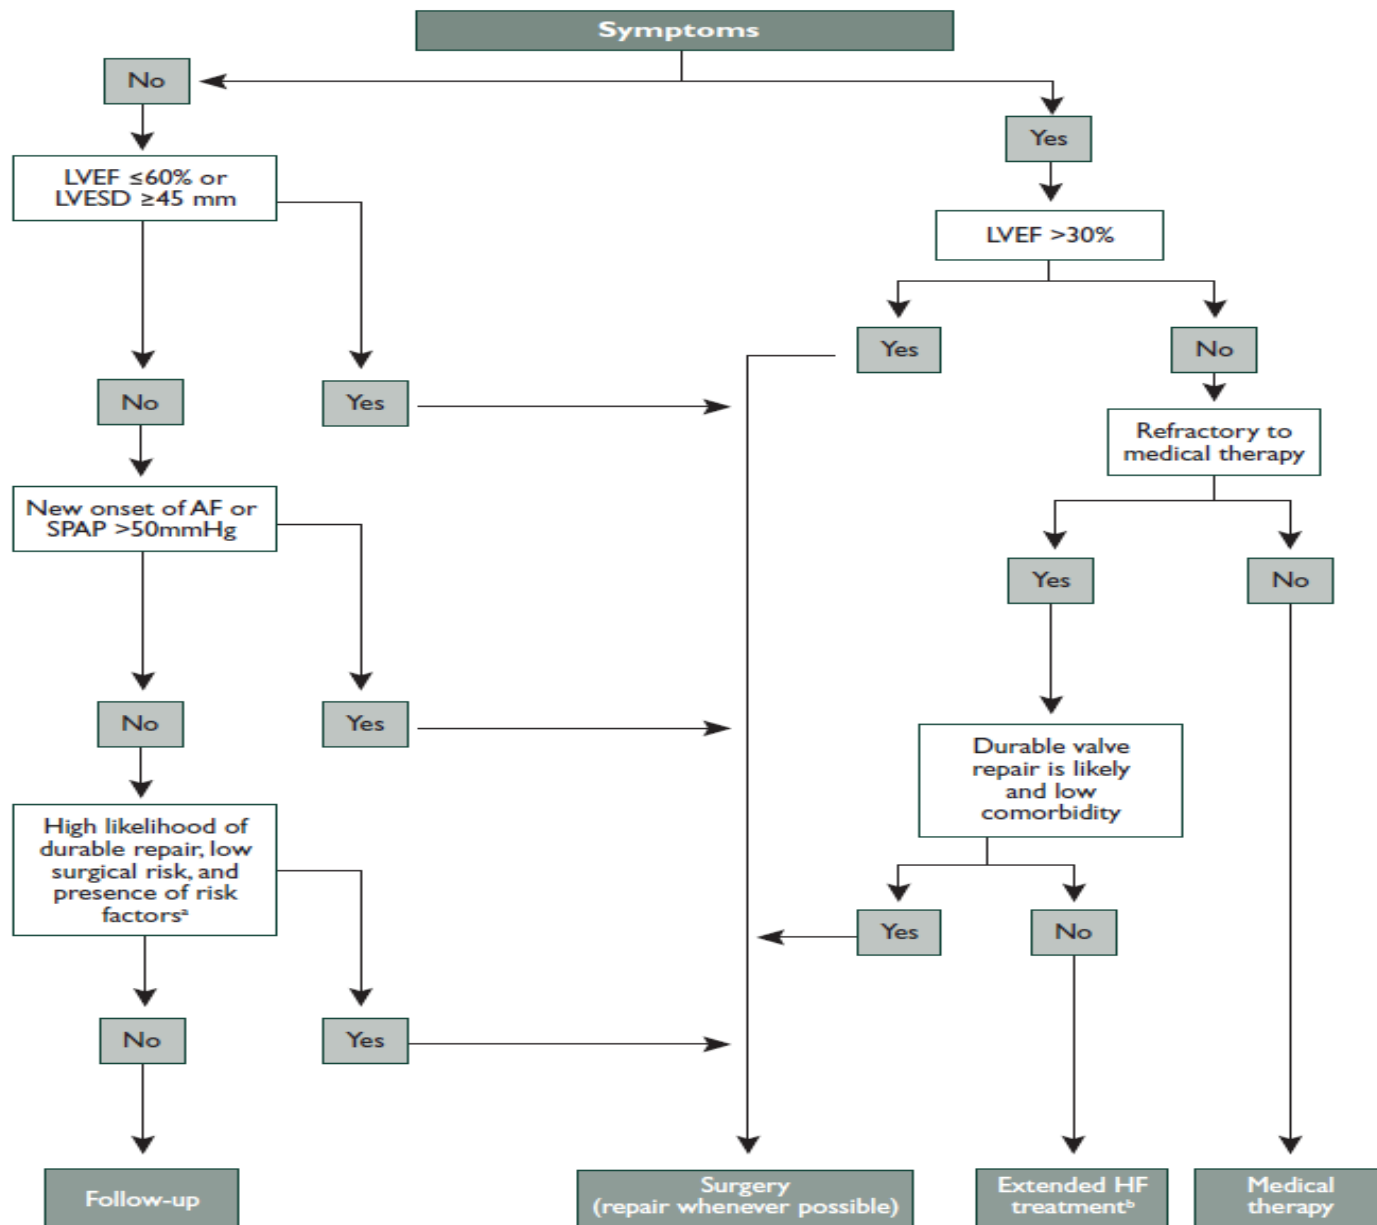 Symptoms
No
Yes
LVEF ≤60% or
LVESD ≥45 mm
LVEF >30%
Yes
No
No
Yes
Refractory to
medical therapy
New onset of AF or
SPAP >50mmHg
Yes
No
No
Yes
Durable valve
repair is likely
and low
comorbidity
High likelihood of
durable repair, low
surgical risk, and
presence of risk
factorsᵃ
Yes
No
No
Yes
Follow-up
Surgery
(repair whenever possible)
Extended HF
treatmentᵇ
Medical
therapy